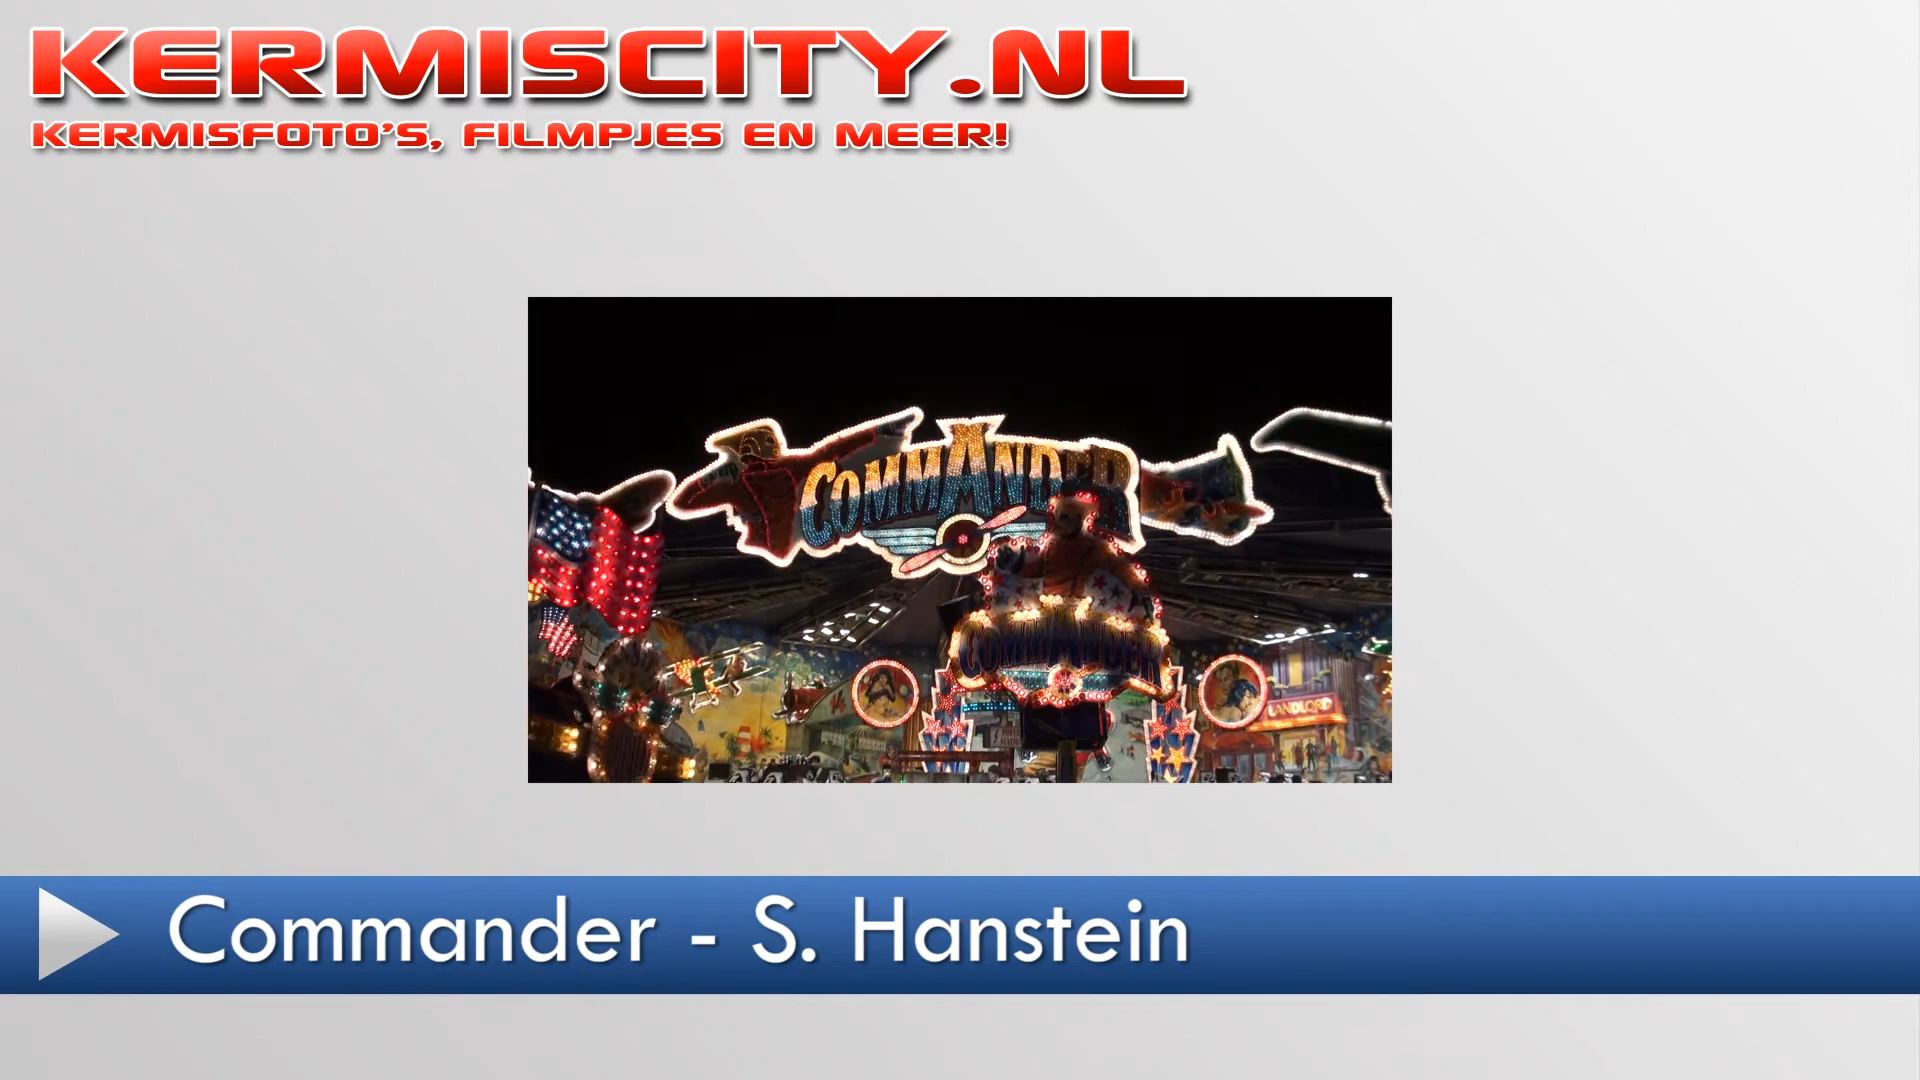 KERMISCITY.NL
KERMISFOTO'S, FILMPJES EN MEER!
COMMANDER
COMMANDER
LANDLORD
Commander - S. Hanstein